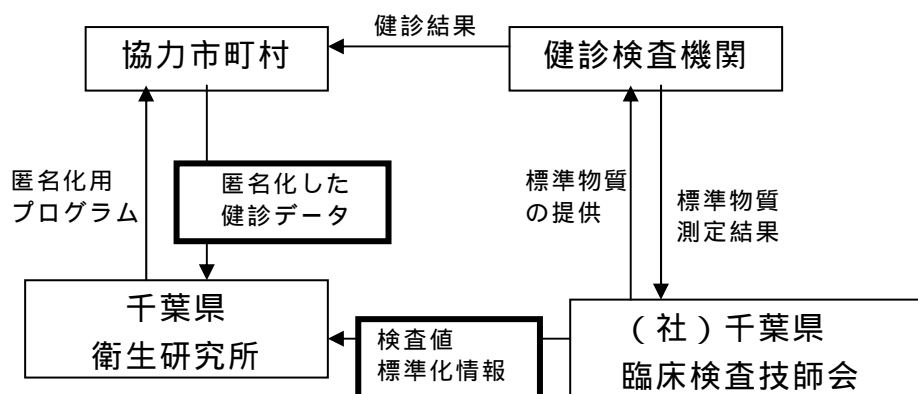 健診結果
協力市町村
健診検査機関
匿名化用
プログラム
匿名化した
健診データ
標準物質
の提供
標準物質
測定結果
千葉県
衛生研究所
検査値
標準化情報
（社）千葉県
臨床検査技師会